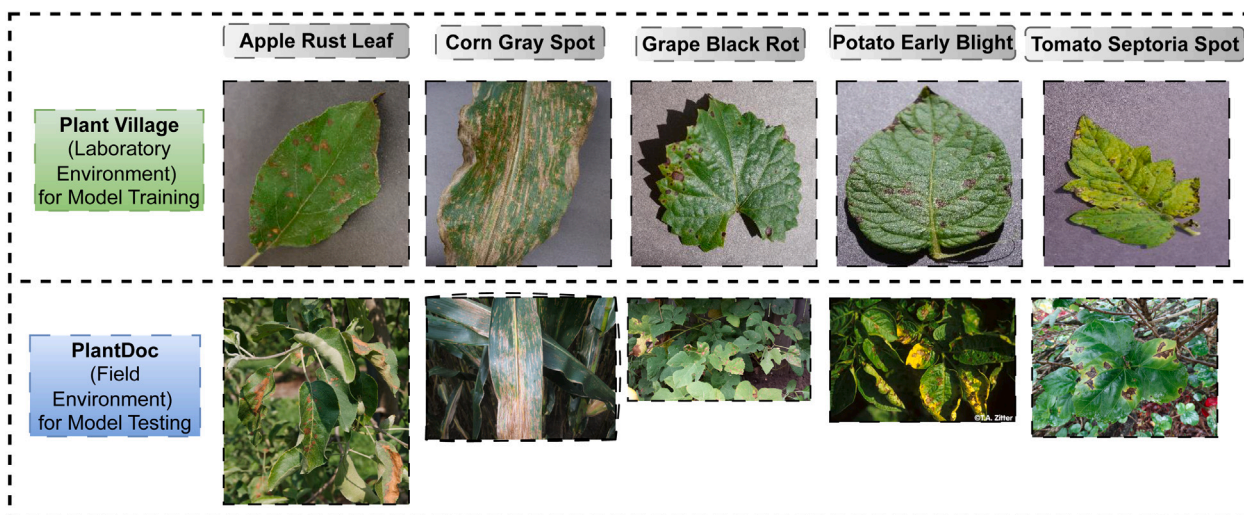 Apple Rust Leaf
Corn Gray Spot
Grape Black Rot
Potato Early Blight
Tomato Septoria Spot
Plant Village
(Laboratory
Environment)
for Model Training
PlantDoc
(Field
Environment)
for Model Testing
©T.A. Zitter